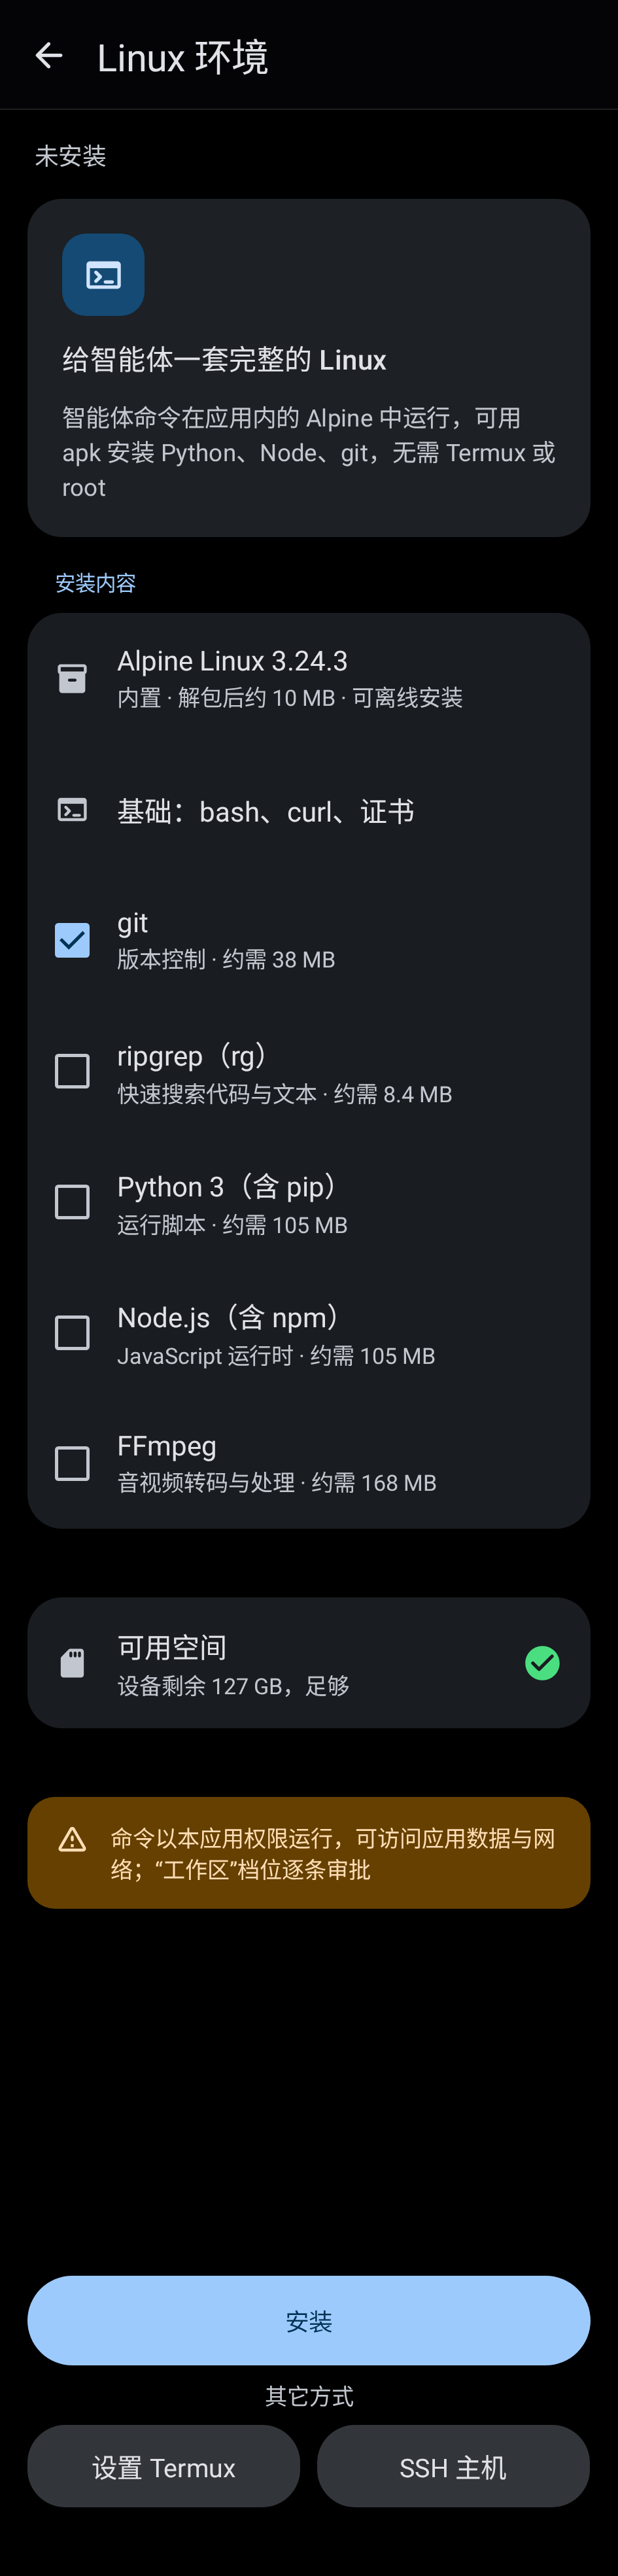 Linux 环境
未安装
给智能体一套完整的 Linux
智能体命令在应用内的 Alpine 中运行，可用
apk 安装 Python、Node、git，无需 Termux 或
root
安装内容
Alpine Linux 3.24.3
内置 · 解包后约 10 MB · 可离线安装
基础：bash、curl、证书
git
版本控制 · 约需 38 MB
ripgrep（rg）
快速搜索代码与文本 · 约需 8.4 MB
Python 3（含 pip）
运行脚本 · 约需 105 MB
Node.js（含 npm）
JavaScript 运行时 · 约需 105 MB
FFmpeg
音视频转码与处理 · 约需 168 MB
可用空间
设备剩余 127 GB，足够
命令以本应用权限运行，可访问应用数据与网
络；“工作区”档位逐条审批
安装
其它方式
设置 Termux
SSH 主机